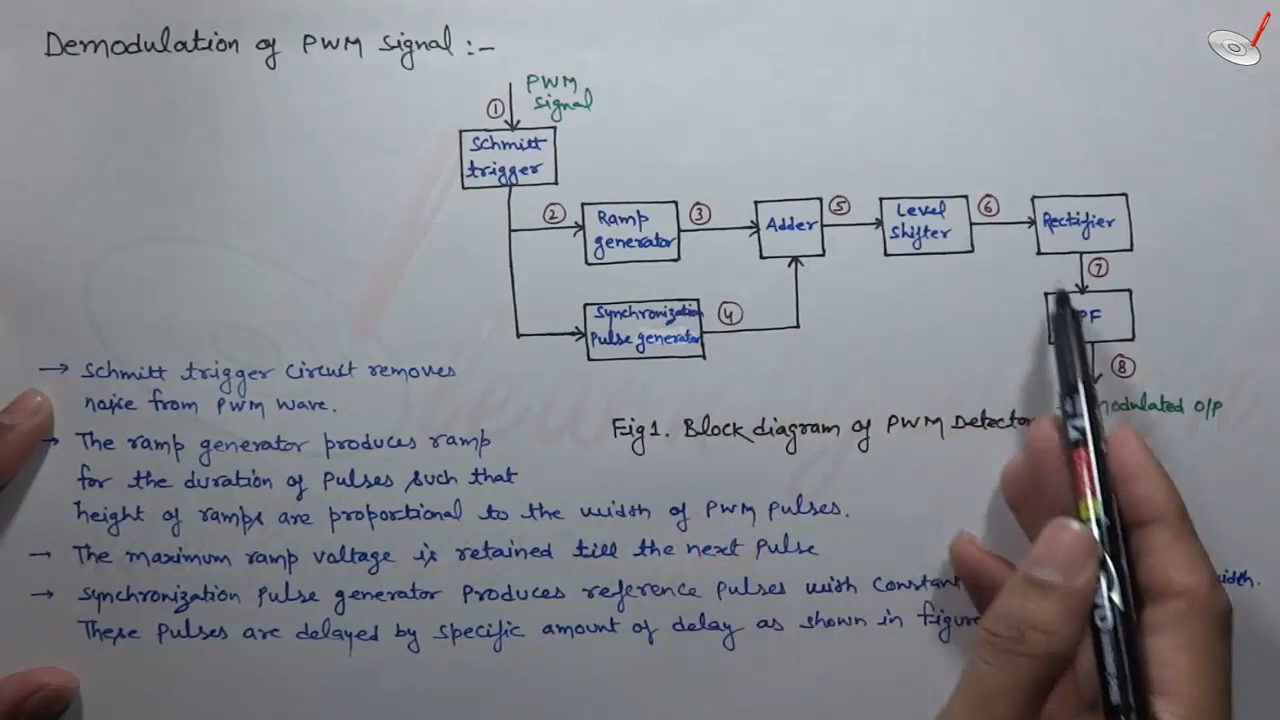 Demodulation of PWM signal :-
PWM
signal
①
Schmitt
trigger
②
Ramp
generator
③
Adder
⑤
Level
Shifter
⑥
Rectifier
⑦
Synchronization
Pulse generator
④
PF
⑧
modulated o/p
Fig1. Block diagram of PWM Detector
→ Schmitt trigger circuit removes
noise from PWM wave.
→ The ramp generator produces ramp
for the duration of pulses such that
height of ramps are proportional to the width of PWM pulses.
→ The maximum ramp voltage is retained till the next pulse
→ Synchronization Pulse generator produces reference pulses with constant width.
These pulses are delayed by specific amount of delay as shown in figure